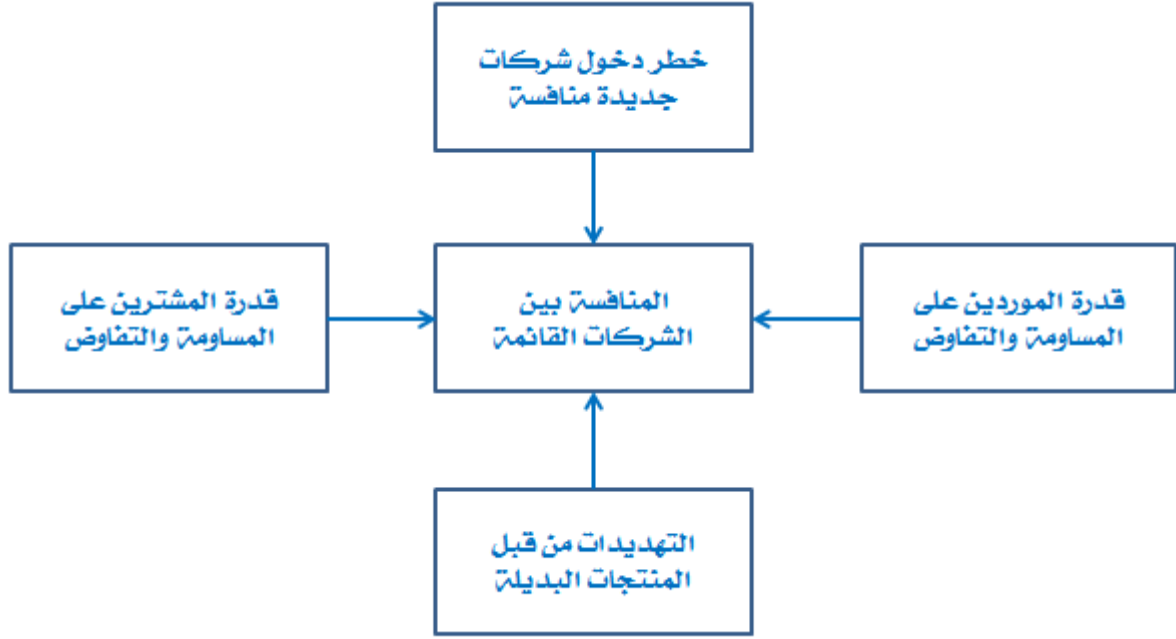 خطر دخول شركات
جديدة منافسة
قدرة الموردين على
المساومة والتفاوض
المنافسة بين
الشركات القائمة
قدرة المشترين على
المساومة والتفاوض
التهديدات من قبل
المنتجات البديلة